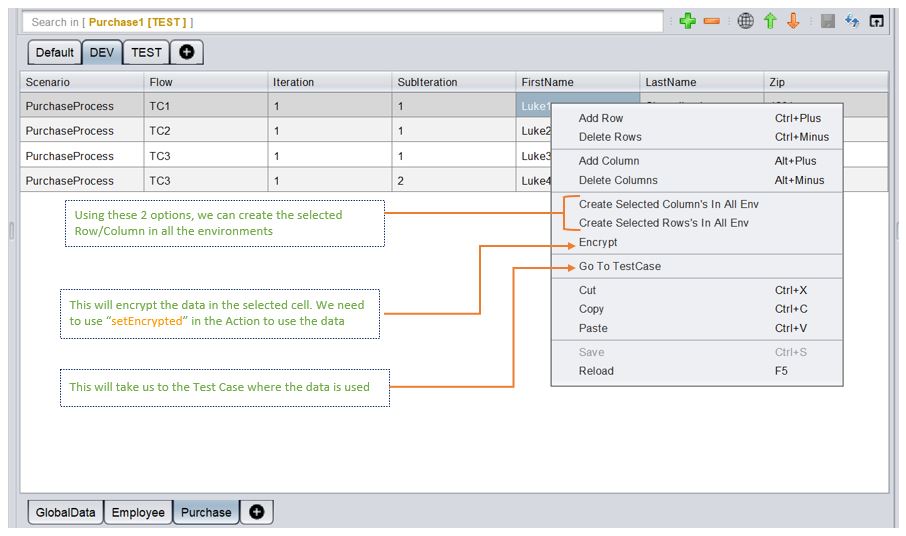 Search in [ Purchase1 [TEST ] ]
Default DEV TEST
Scenario Flow Iteration SubIteration FirstName LastName Zip
PurchaseProcess TC1 1 1 Luke1
PurchaseProcess TC2 1 1 Luke2
PurchaseProcess TC3 1 1 Luke3
PurchaseProcess TC3 1 2 Luke4
Add Row Ctrl+Plus
Delete Rows Ctrl+Minus
Add Column Alt+Plus
Delete Columns Alt+Minus
Create Selected Column's In All Env
Create Selected Rows's In All Env
Encrypt
Go To TestCase
Cut Ctrl+X
Copy Ctrl+C
Paste Ctrl+V
Save Ctrl+S
Reload F5
Using these 2 options, we can create the selected
Row/Column in all the environments
This will encrypt the data in the selected cell. We need
to use “setEncrypted” in the Action to use the data
This will take us to the Test Case where the data is used
GlobalData Employee Purchase